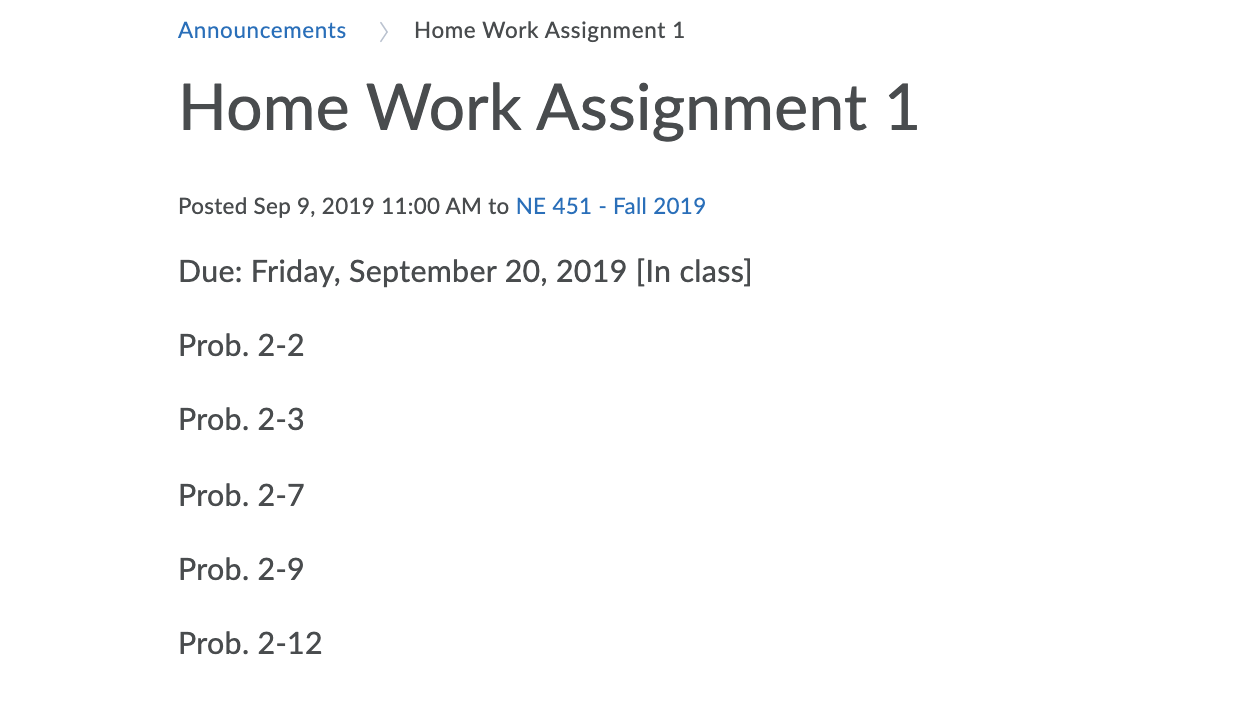 Announcements > Home Work Assignment 1
Home Work Assignment 1
Posted Sep 9, 2019 11:00 AM to NE 451 - Fall 2019
Due: Friday, September 20, 2019 [In class]
Prob. 2-2
Prob. 2-3
Prob. 2-7
Prob. 2-9
Prob. 2-12